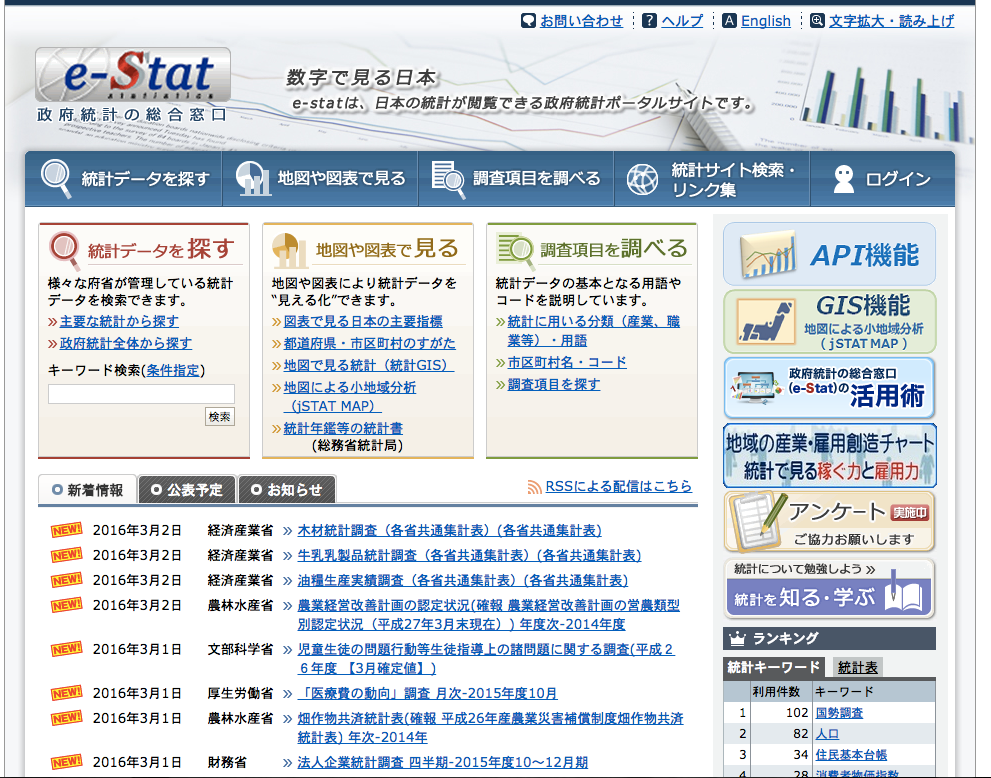 お問い合わせ ヘルプ English 文字拡大・読み上げ
e-Stat
statistics
政府統計の総合窓口
数字で見る日本
e-statは、日本の統計が閲覧できる政府統計ポータルサイトです。
統計データを探す
地図や図表で見る
調査項目を調べる
統計サイト検索・
リンク集
ログイン
統計データを探す
様々な府省が管理している統計
データを検索できます。
»主要な統計から探す
»政府統計全体から探す
キーワード検索(条件指定)
検索
地図や図表で見る
地図や図表により統計データを
“見える化”できます。
»図表で見る日本の主要指標
»都道府県・市区町村のすがた
»地図で見る統計（統計GIS）
»地図による小地域分析
（jSTAT MAP）
»統計年鑑等の統計書
(総務省統計局)
調査項目を調べる
統計データの基本となる用語や
コードを説明しています。
»統計に用いる分類（産業、職
業等）・用語
»市区町村名・コード
»調査項目を探す
新着情報 公表予定 お知らせ
RSSによる配信はこちら
NEW! 2016年3月2日 経済産業省 » 木材統計調査（各省共通集計表）(各省共通集計表)
NEW! 2016年3月2日 経済産業省 » 牛乳乳製品統計調査（各省共通集計表）(各省共通集計表)
NEW! 2016年3月2日 経済産業省 » 油糧生産実績調査（各省共通集計表）(各省共通集計表)
NEW! 2016年3月2日 農林水産省 » 農業経営改善計画の認定状況(確報 農業経営改善計画の営農類型
別認定状況（平成27年3月末現在）) 年度次-2014年度
NEW! 2016年3月1日 文部科学省 » 児童生徒の問題行動等生徒指導上の諸問題に関する調査(平成２
６年度 【3月確定値】)
NEW! 2016年3月1日 厚生労働省 » 「医療費の動向」調査 月次-2015年度10月
NEW! 2016年3月1日 農林水産省 » 畑作物共済統計表(確報 平成26年産農業災害補償制度畑作物共済
統計表) 年次-2014年
NEW! 2016年3月1日 財務省 » 法人企業統計調査 四半期-2015年度10～12月期
API機能
GIS機能
地図による小地域分析
（jSTAT MAP）
政府統計の総合窓口
(e-Stat)の活用術
地域の産業・雇用創造チャート
統計で見る稼ぐ力と雇用力
アンケート 実施中
ご協力お願いします
統計について勉強しよう »
統計を知る・学ぶ
ランキング
統計キーワード 統計表
利用件数 キーワード
1 102 国勢調査
2 82 人口
3 34 住民基本台帳
4 28 消費者物価指数